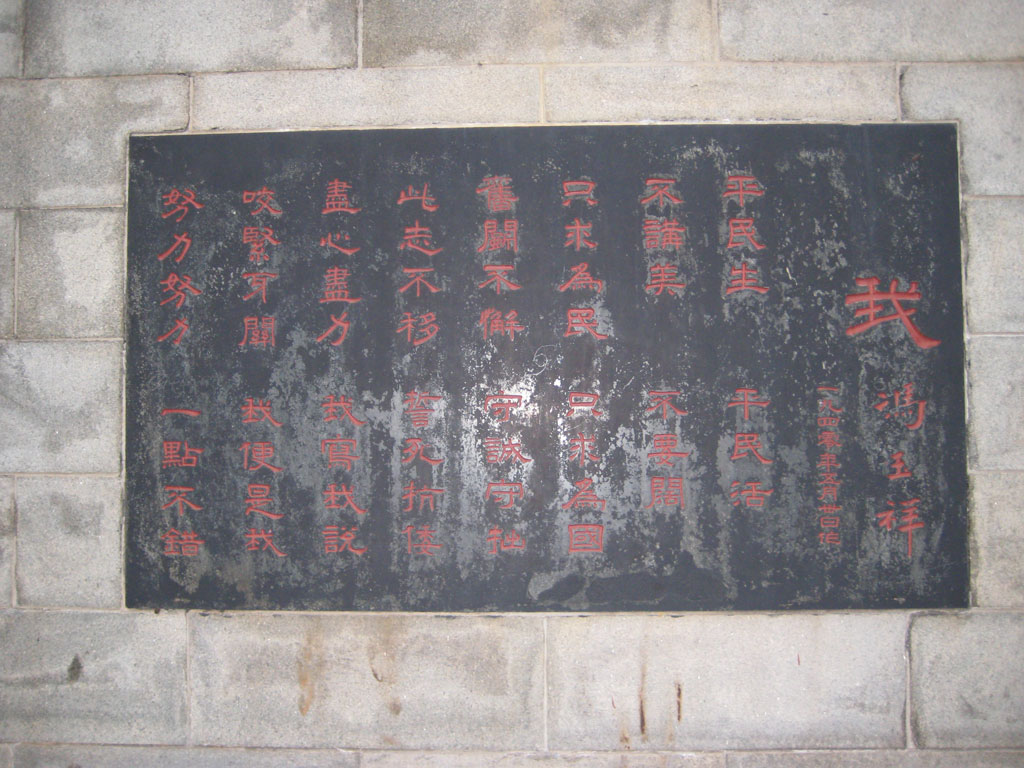 我
馮玉祥
一九四零年五月卅日作
平民生 平民活
不講美 不要闊
只求為民 只求為國
奮鬭不懈 守誠守拙
此志不移 誓死抗倭
盡心盡力 我寫我說
咬緊牙關 我便是我
努力努力 一點不錯